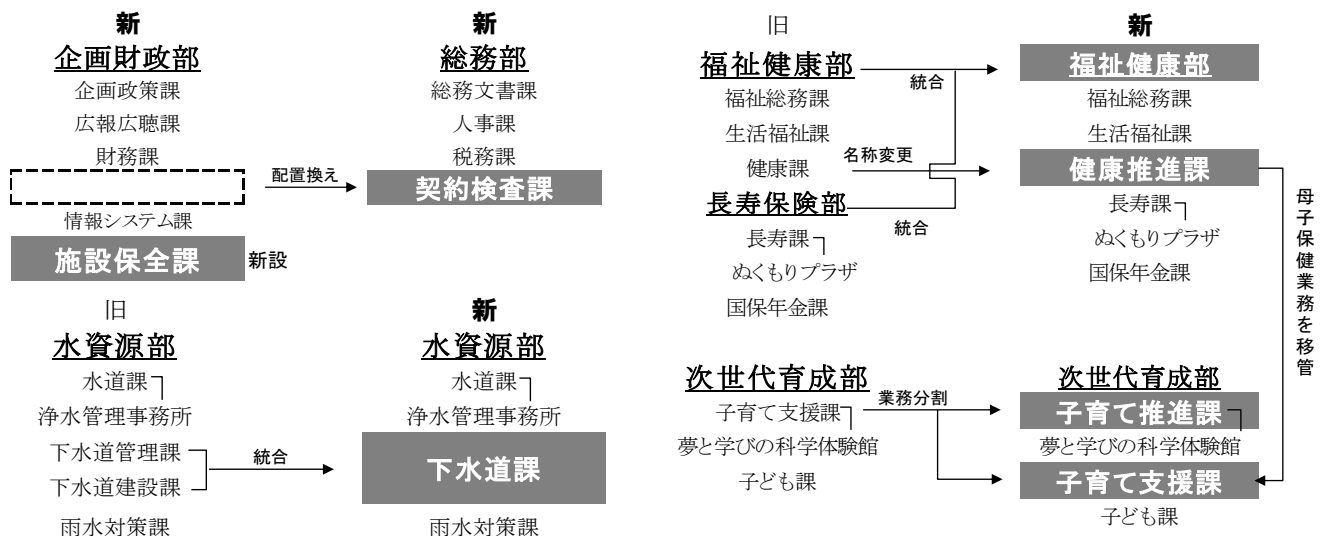 新
企画財政部
企画政策課
広報広聴課
財務課
情報システム課
施設保全課
新設
配置換え
新
総務部
総務文書課
人事課
税務課
契約検査課
旧
水資源部
水道課
浄水管理事務所
下水道管理課
下水道建設課
雨水対策課
統合
新
水資源部
水道課
浄水管理事務所
下水道課
雨水対策課
旧
福祉健康部
福祉総務課
生活福祉課
健康課
長寿保険部
長寿課
ぬくもりプラザ
国保年金課
統合
名称変更
統合
新
福祉健康部
福祉総務課
生活福祉課
健康推進課
長寿課
ぬくもりプラザ
国保年金課
母子保健業務を移管
次世代育成部
子育て支援課
夢と学びの科学体験館
子ども課
業務分割
次世代育成部
子育て推進課
夢と学びの科学体験館
子育て支援課
子ども課